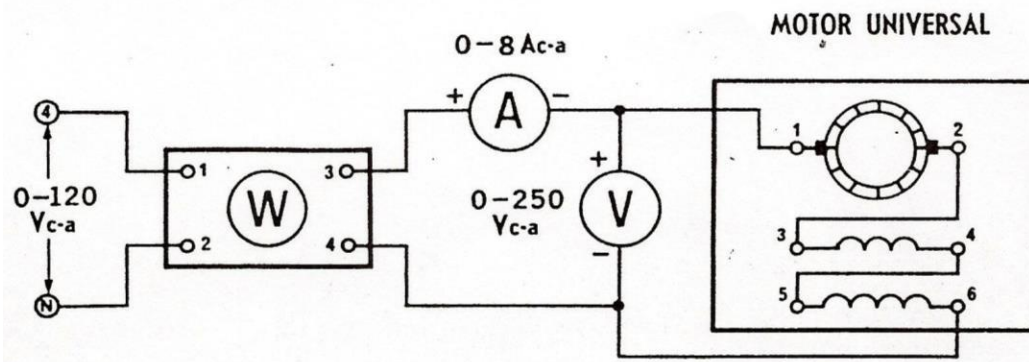 MOTOR UNIVERSAL
0-8 Ac-a
+ A -
4
1 2
1 3
0-120
Vc-a
W
+
0-250
Vc-a
V
-
2 4
3 4
N
5 6